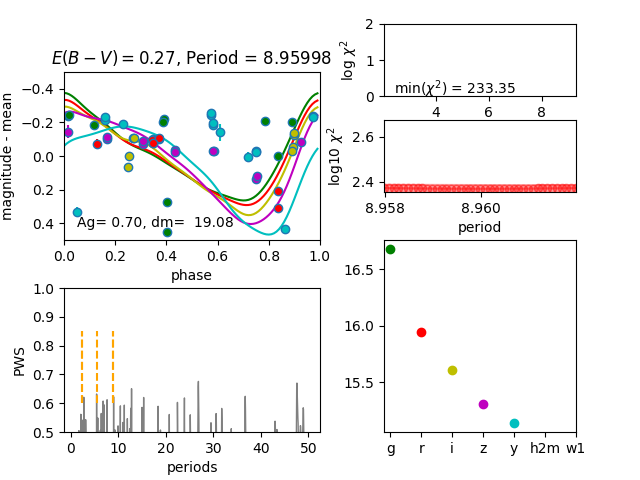 E(B − V) = 0.27, Period = 8.95998
magnitude - mean
−0.4
−0.2
0.0
0.2
0.4
Ag= 0.70, dm=  19.08
0.0 0.2 0.4 0.6 0.8 1.0
phase
log χ²
2
1
0
min(χ²) = 233.35
4 6 8
log10 χ²
2.6
2.4
8.958 8.960
period
PWS
1.0
0.9
0.8
0.7
0.6
0.5
0 10 20 30 40 50
periods
16.5
16.0
15.5
g r i z y h2m w1